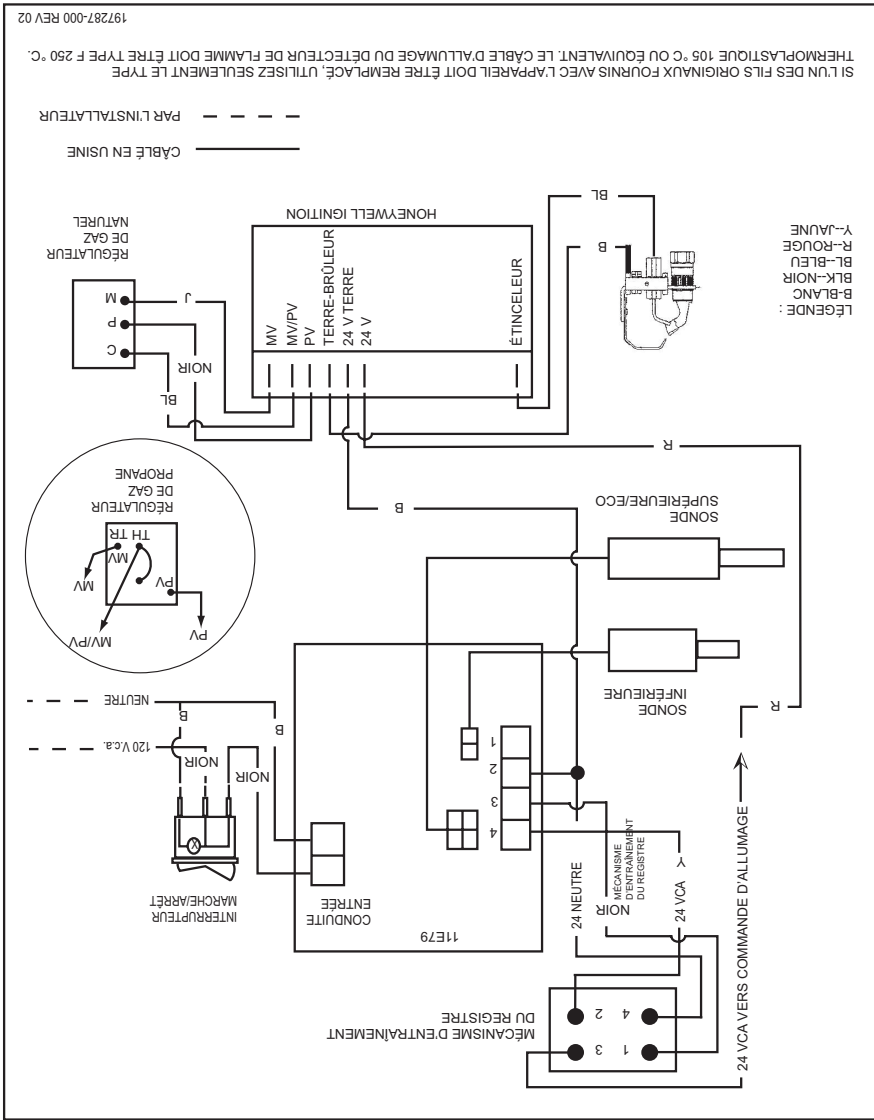 MÉCANISME D'ENTRAÎNEMENT
DU REGISTRE
3
1
2
4
24 VCA VERS COMMANDE D'ALLUMAGE
24 VCA
Y
NOIR
MÉCANISME
D'ENTRAÎNEMENT
DU REGISTRE
24 NEUTRE
11E79
CONDUITE
ENTRÉE
INTERRUPTEUR
MARCHE/ARRÊT
X
4
3
2
1
NOIR
NOIR
120 V.c.a.
B
B
NEUTRE
R
SONDE
INFÉRIEURE
SONDE
SUPÉRIEURE/ECO
PV
MV/PV
MV
PV
MV
TH TR
RÉGULATEUR
DE GAZ
PROPANE
B
R
LÉGENDE :
B-BLANC
BLK--NOIR
BL--BLEU
R--ROUGE
Y--JAUNE
ÉTINCELEUR
24 V
24 V TERRE
TERRE-BRÛLEUR
PV
MV/PV
MV
HONEYWELL IGNITION
B
BL
BL
NOIR
J
C
P
M
RÉGULATEUR
DE GAZ
NATUREL
CÂBLÉ EN USINE
PAR L'INSTALLATEUR
SI L'UN DES FILS ORIGINAUX FOURNIS AVEC L'APPAREIL DOIT ÊTRE REMPLACÉ, UTILISEZ SEULEMENT LE TYPE
THERMOPLASTIQUE 105 °C OU ÉQUIVALENT. LE CÂBLE D'ALLUMAGE DU DÉTECTEUR DE FLAMME DOIT ÊTRE TYPE F 250 °C.
197287-000 REV 02